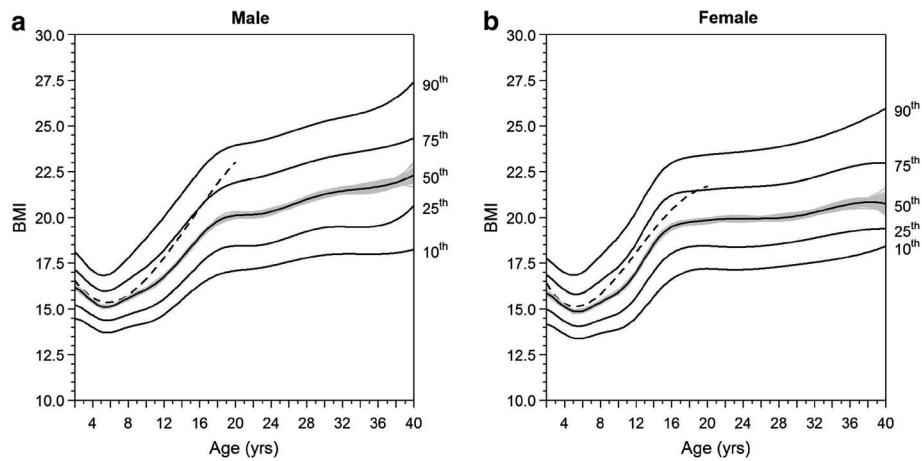 a Male
BMI
30.0
27.5
25.0
22.5
20.0
17.5
15.0
12.5
10.0
4 8 12 16 20 24 28 32 36 40
Age (yrs)
90th
75th
50th
25th
10th
b Female
BMI
30.0
27.5
25.0
22.5
20.0
17.5
15.0
12.5
10.0
4 8 12 16 20 24 28 32 36 40
Age (yrs)
90th
75th
50th
25th
10th